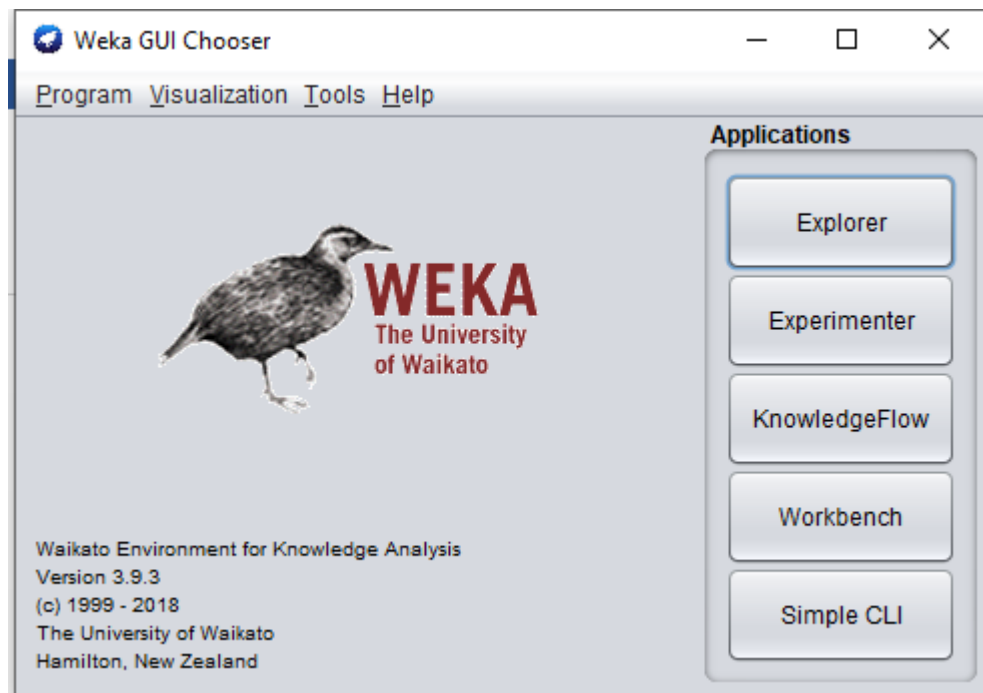 Weka GUI Chooser
Program Visualization Tools Help
Applications
Explorer
Experimenter
KnowledgeFlow
Workbench
Simple CLI
WEKA
The University
of Waikato
Waikato Environment for Knowledge Analysis
Version 3.9.3
(c) 1999 - 2018
The University of Waikato
Hamilton, New Zealand